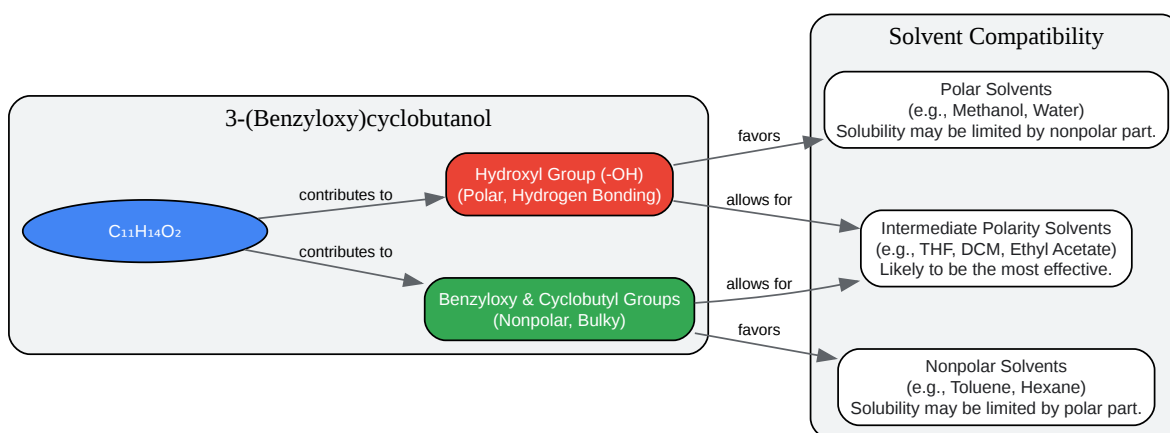 Solvent Compatibility
Polar Solvents
(e.g., Methanol, Water)
Solubility may be limited by nonpolar part.
3-(Benzyloxy)cyclobutanol
favors
Hydroxyl Group (-OH)
(Polar, Hydrogen Bonding)
contributes to
allows for
C₁₁H₁₄O₂
Intermediate Polarity Solvents
(e.g., THF, DCM, Ethyl Acetate)
Likely to be the most effective.
contributes to
allows for
Benzyloxy & Cyclobutyl Groups
(Nonpolar, Bulky)
favors
Nonpolar Solvents
(e.g., Toluene, Hexane)
Solubility may be limited by polar part.